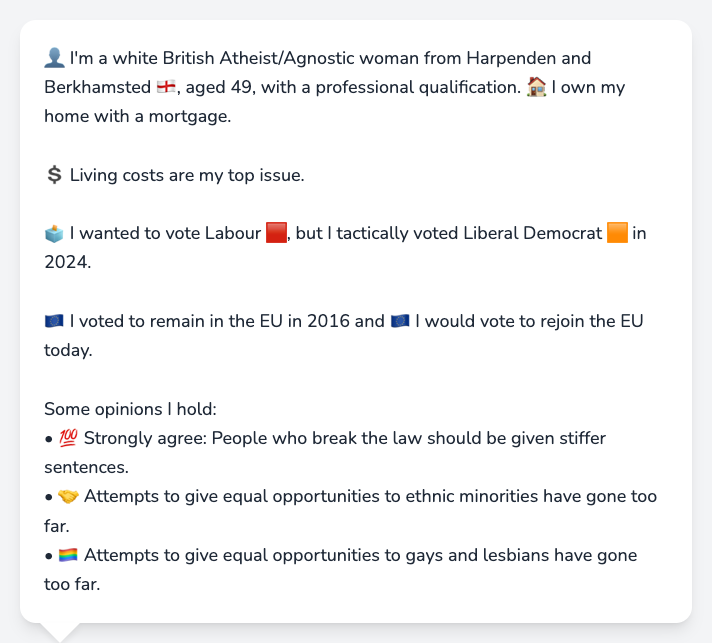 👤 I'm a white British Atheist/Agnostic woman from Harpenden and
Berkhamsted 🏴󠁧󠁢󠁥󠁮󠁧󠁿, aged 49, with a professional qualification. 🏠 I own my
home with a mortgage.
💲 Living costs are my top issue.
🗳️ I wanted to vote Labour 🟥, but I tactically voted Liberal Democrat 🟧 in
2024.
🇪🇺 I voted to remain in the EU in 2016 and 🇪🇺 I would vote to rejoin the EU
today.
Some opinions I hold:
• 💯 Strongly agree: People who break the law should be given stiffer
sentences.
• 🤝 Attempts to give equal opportunities to ethnic minorities have gone too
far.
• 🏳️‍🌈 Attempts to give equal opportunities to gays and lesbians have gone
too far.